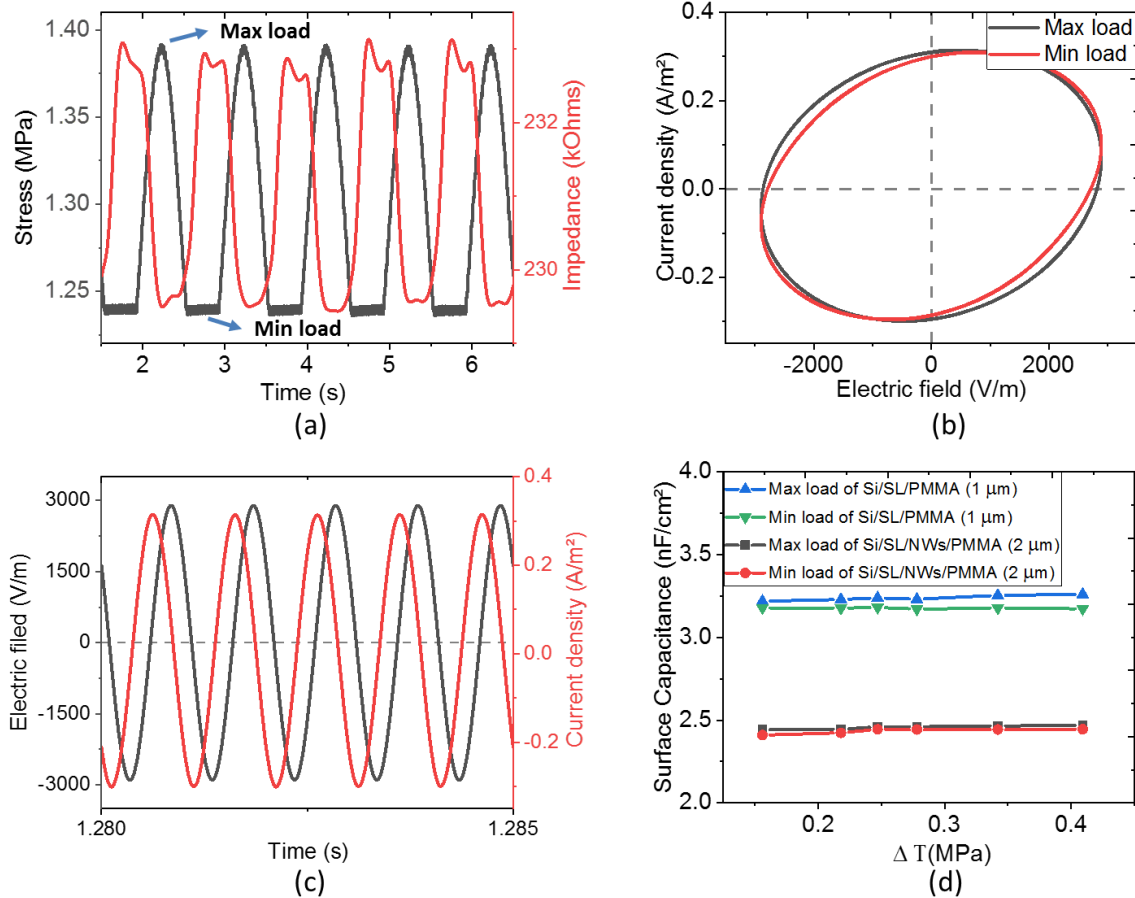 1.40
1.35
1.30
1.25
Stress (MPa)
Max load
Min load
232
230
Impedance (kOhms)
2
3
4
5
6
Time (s)
(a)
0.4
0.2
0.0
-0.2
Current density (A/m²)
Max load
Min load
-2000
0
2000
Electric field (V/m)
(b)
3000
1500
0
-1500
-3000
Electric filed (V/m)
0.4
0.2
0.0
-0.2
Current density (A/m²)
1.280
1.285
Time (s)
(c)
4.0
3.5
3.0
2.5
2.0
Surface Capacitance (nF/cm²)
Max load of Si/SL/PMMA (1 μm)
Min load of Si/SL/PMMA (1 μm)
Max load of Si/SL/NWs/PMMA (2 μm)
Min load of Si/SL/NWs/PMMA (2 μm)
0.2
0.3
0.4
Δ T(MPa)
(d)